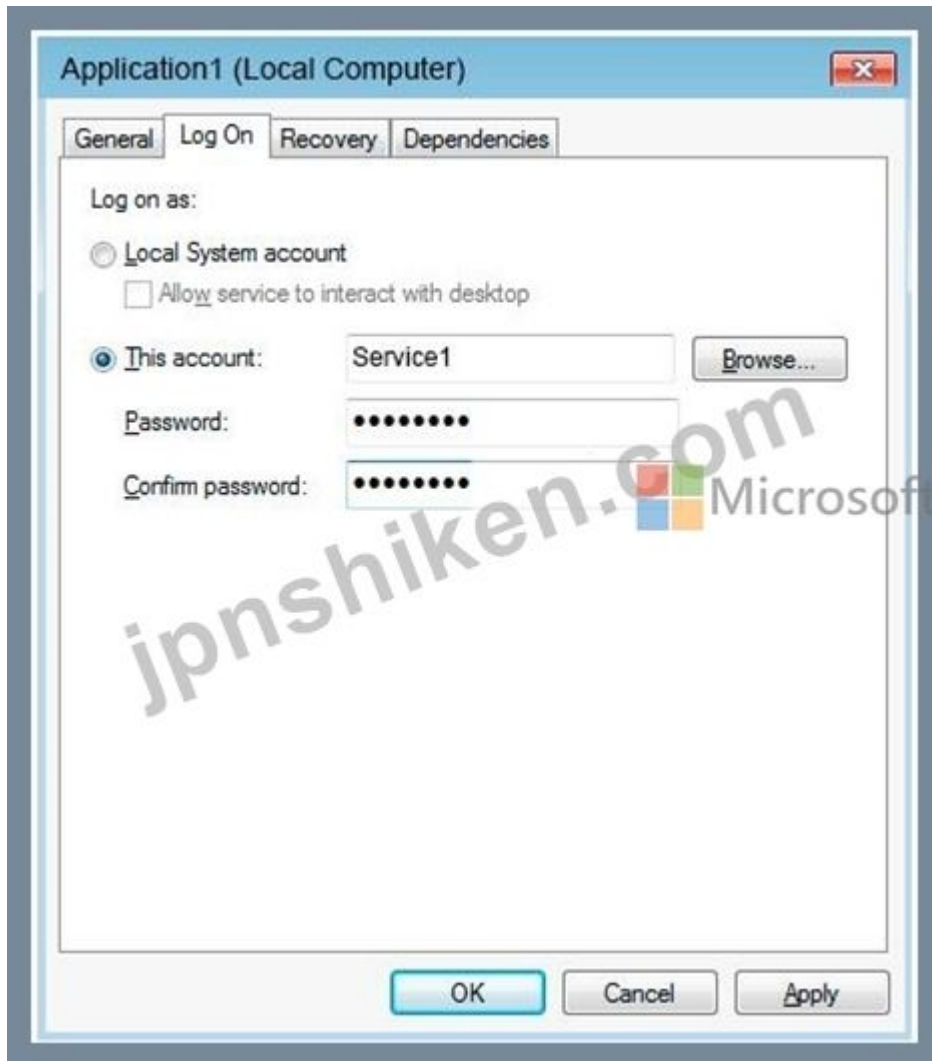 Application1 (Local Computer)
General Log On Recovery Dependencies
Log on as:
Local System account
Allow service to interact with desktop
This account: Service1 Browse...
Password: ••••••••
Confirm password: ••••••••
jpnshiken.com
Microsoft
OK Cancel Apply